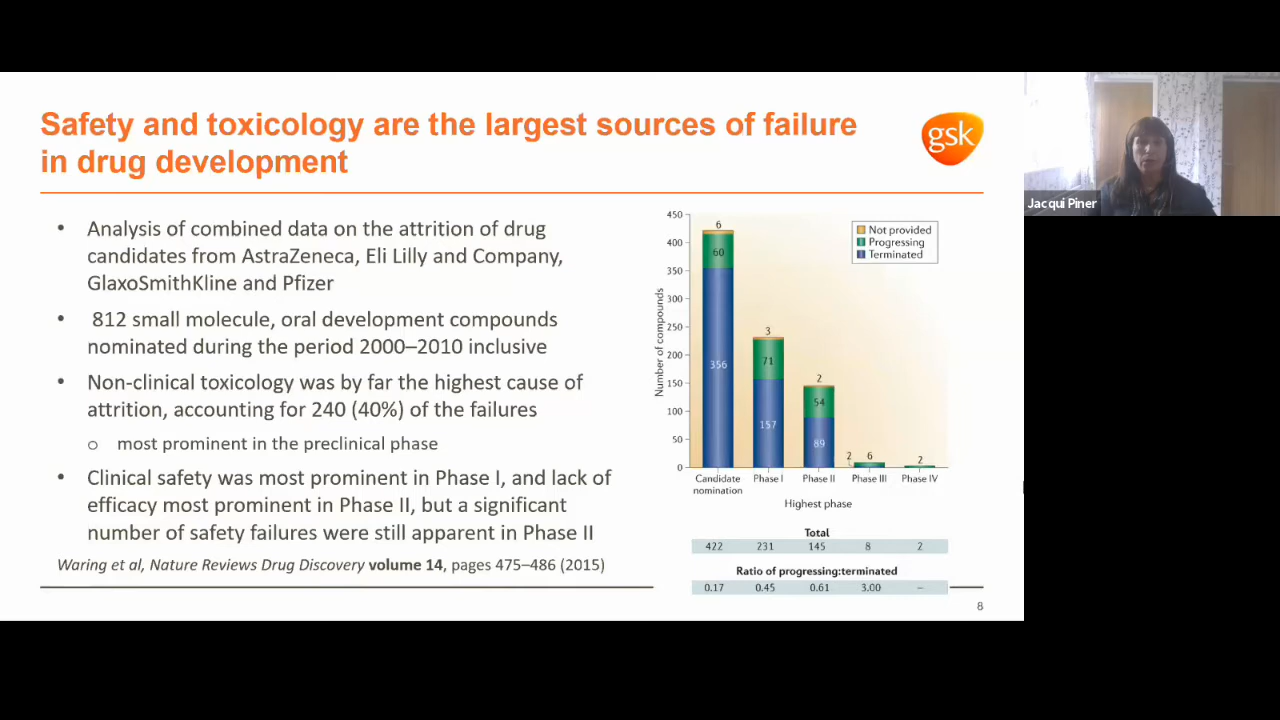 Safety and toxicology are the largest sources of failure
in drug development
gsk
Jacqui Piner
• Analysis of combined data on the attrition of drug
candidates from AstraZeneca, Eli Lilly and Company,
GlaxoSmithKline and Pfizer
• 812 small molecule, oral development compounds
nominated during the period 2000–2010 inclusive
• Non-clinical toxicology was by far the highest cause of
attrition, accounting for 240 (40%) of the failures
o most prominent in the preclinical phase
• Clinical safety was most prominent in Phase I, and lack of
efficacy most prominent in Phase II, but a significant
number of safety failures were still apparent in Phase II
Waring et al, Nature Reviews Drug Discovery volume 14, pages 475–486 (2015)
Number of compounds
450
400
350
300
250
200
150
100
50
0
Not provided
Progressing
Terminated
6
60
356
3
71
157
2
54
89
2 6
2
Candidate
nomination
Phase I
Phase II
Phase III
Phase IV
Highest phase
Total
422 231 145 8 2
Ratio of progressing:terminated
0.17 0.45 0.61 3.00 –
8